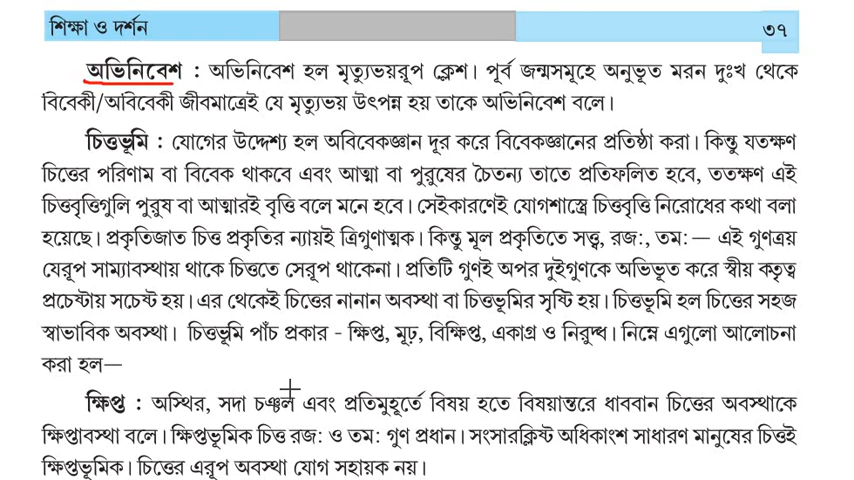 শিক্ষা ও দর্শন
৩৭
অভিনিবেশ : অভিনিবেশ হল মৃত্যুভয়রূপ ক্লেশ। পূর্ব জন্মসমূহে অনুভূত মরন দুঃখ থেকে
বিবেকী/অবিবেকী জীবমাত্রেই যে মৃত্যুভয় উৎপন্ন হয় তাকে অভিনিবেশ বলে।
চিত্তভূমি : যোগের উদ্দেশ্য হল অবিবেকজ্ঞান দূর করে বিবেকজ্ঞানের প্রতিষ্ঠা করা। কিন্তু যতক্ষণ
চিত্তের পরিণাম বা বিবেক থাকবে এবং আত্মা বা পুরুষের চৈতন্য তাতে প্রতিফলিত হবে, ততক্ষণ এই
চিত্তবৃত্তিগুলি পুরুষ বা আত্মারই বৃত্তি বলে মনে হবে। সেইকারণেই যোগশাস্ত্রে চিত্তবৃত্তি নিরোধের কথা বলা
হয়েছে। প্রকৃতিজাত চিত্ত প্রকৃতির ন্যায়ই ত্রিগুণাত্মক। কিন্তু মূল প্রকৃতিতে সত্ত্ব, রজ:, তম:— এই গুণত্রয়
যেরূপ সাম্যাবস্থায় থাকে চিত্ততে সেরূপ থাকেনা। প্রতিটি গুণই অপর দুইগুণকে অভিভূত করে স্বীয় কতৃত্ব
প্রচেষ্টায় সচেষ্ট হয়। এর থেকেই চিত্তের নানান অবস্থা বা চিত্তভূমির সৃষ্টি হয়। চিত্তভূমি হল চিত্তের সহজ
স্বাভাবিক অবস্থা। চিত্তভূমি পাঁচ প্রকার - ক্ষিপ্ত, মূঢ়, বিক্ষিপ্ত, একাগ্র ও নিরুদ্ধ। নিম্নে এগুলো আলোচনা
করা হল—
ক্ষিপ্ত : অস্থির, সদা চঞ্চল এবং প্রতিমুহূর্তে বিষয় হতে বিষয়ান্তরে ধাববান চিত্তের অবস্থাকে
ক্ষিপ্তাবস্থা বলে। ক্ষিপ্তভূমিক চিত্ত রজ: ও তম: গুণ প্রধান। সংসারক্লিষ্ট অধিকাংশ সাধারণ মানুষের চিত্তই
ক্ষিপ্তভূমিক। চিত্তের এরূপ অবস্থা যোগ সহায়ক নয়।